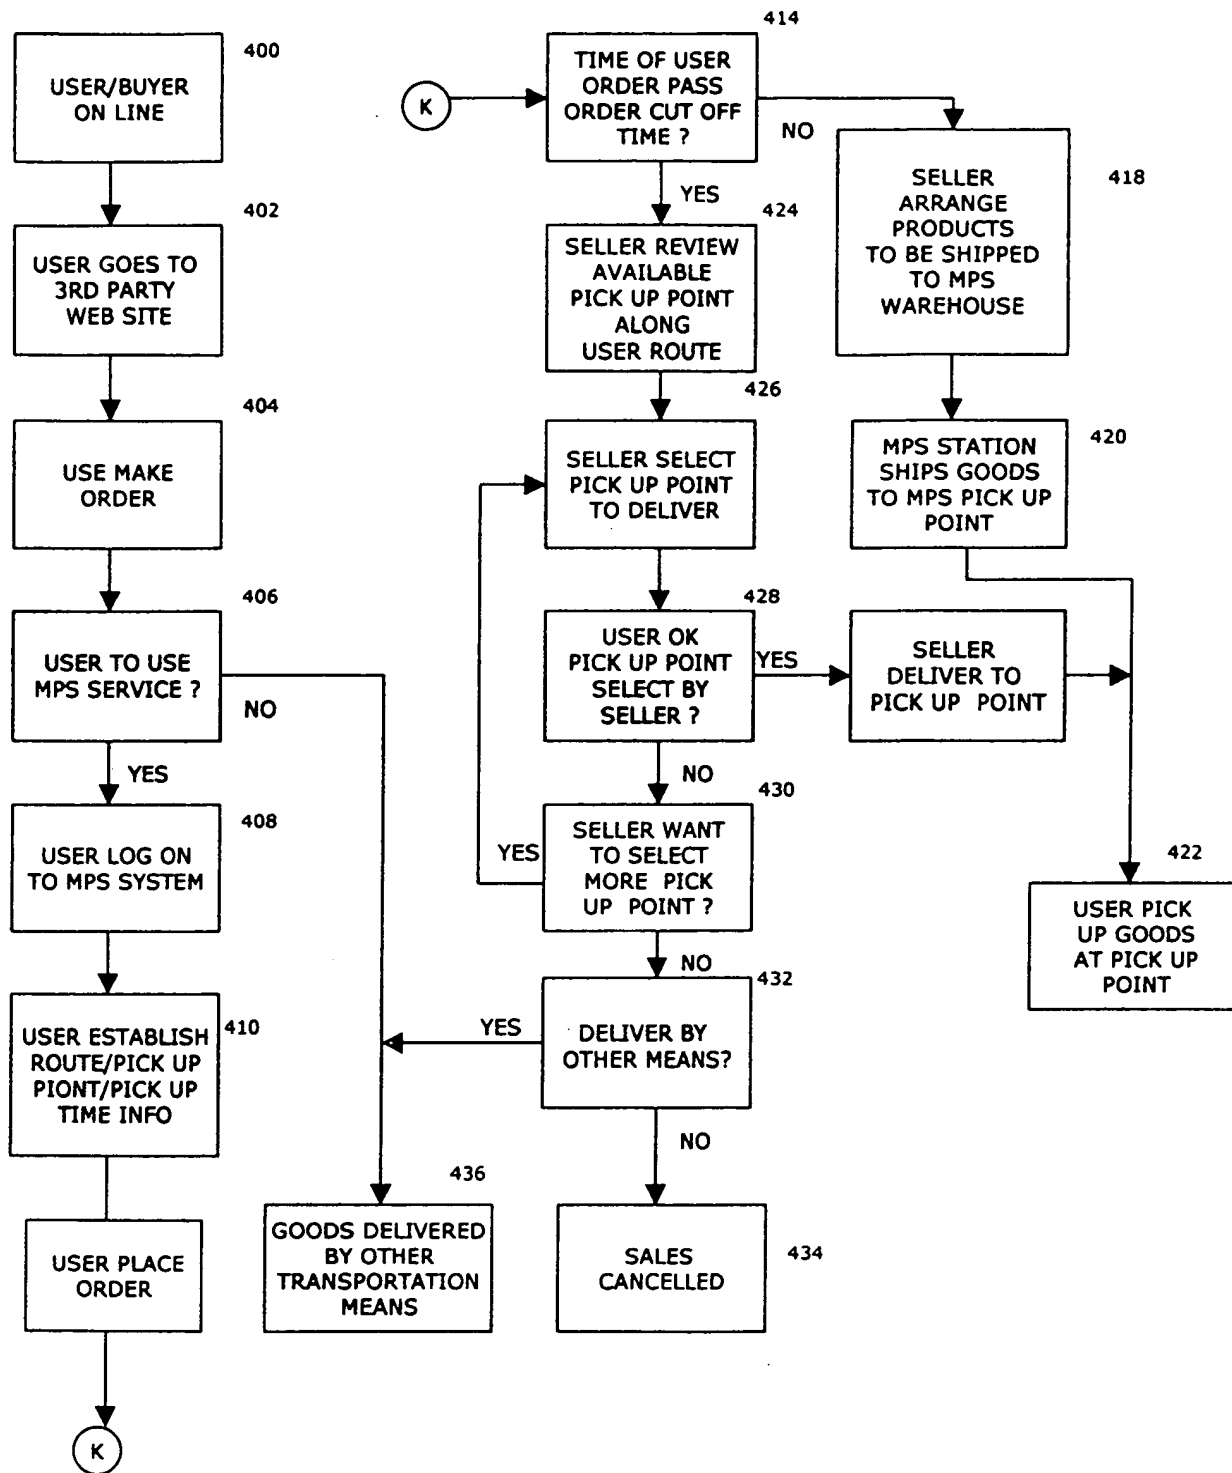 400
USER/BUYER
ON LINE
402
USER GOES TO
3RD PARTY
WEB SITE
404
USE MAKE
ORDER
406
USER TO USE
MPS SERVICE ?
NO
YES
408
USER LOG ON
TO MPS SYSTEM
410
USER ESTABLISH
ROUTE/PICK UP
PIONT/PICK UP
TIME INFO
USER PLACE
ORDER
K
K
414
TIME OF USER
ORDER PASS
ORDER CUT OFF
TIME ?
NO
YES
424
SELLER REVIEW
AVAILABLE
PICK UP POINT
ALONG
USER ROUTE
426
SELLER SELECT
PICK UP POINT
TO DELIVER
428
USER OK
PICK UP POINT
SELECT BY
SELLER ?
YES
NO
430
SELLER WANT
TO SELECT
MORE PICK
UP POINT ?
YES
NO
432
DELIVER BY
OTHER MEANS?
YES
NO
436
GOODS DELIVERED
BY OTHER
TRANSPORTATION
MEANS
SALES
CANCELLED
434
418
SELLER
ARRANGE
PRODUCTS
TO BE SHIPPED
TO MPS
WAREHOUSE
420
MPS STATION
SHIPS GOODS
TO MPS PICK UP
POINT
SELLER
DELIVER TO
PICK UP POINT
422
USER PICK
UP GOODS
AT PICK UP
POINT